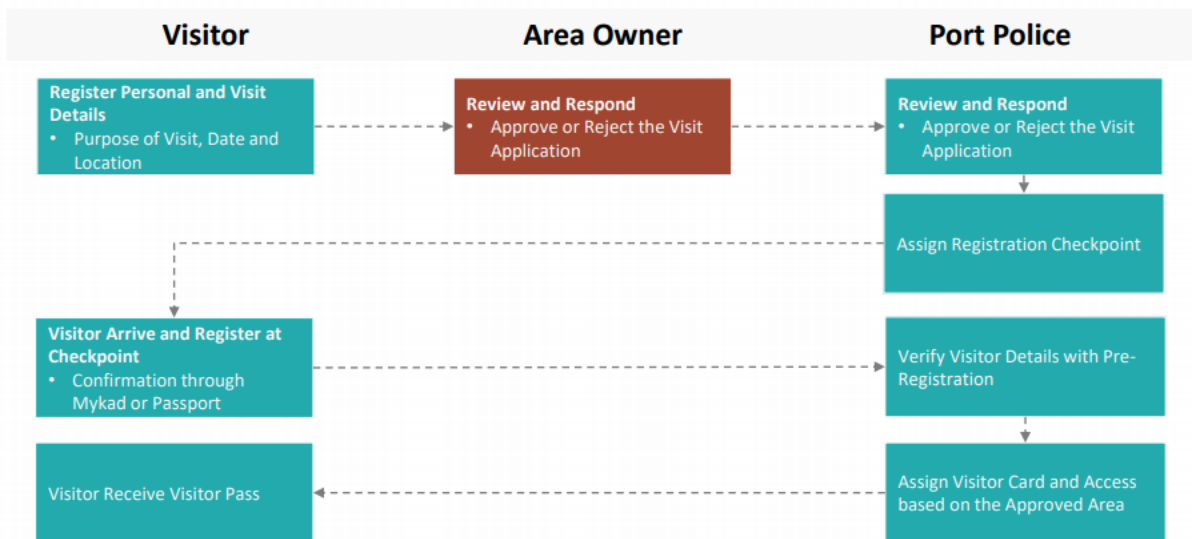 Visitor
Area Owner
Port Police
Register Personal and Visit
Details
• Purpose of Visit, Date and
Location
Review and Respond
• Approve or Reject the Visit
Application
Review and Respond
• Approve or Reject the Visit
Application
Assign Registration Checkpoint
Visitor Arrive and Register at
Checkpoint
• Confirmation through
Mykad or Passport
Verify Visitor Details with Pre-
Registration
Visitor Receive Visitor Pass
Assign Visitor Card and Access
based on the Approved Area